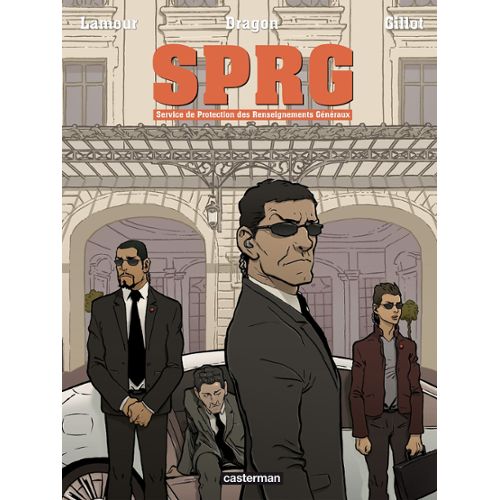 Lamour Dragon Gillot
SPRG
Service de Protection des Renseignements Généraux
casterman